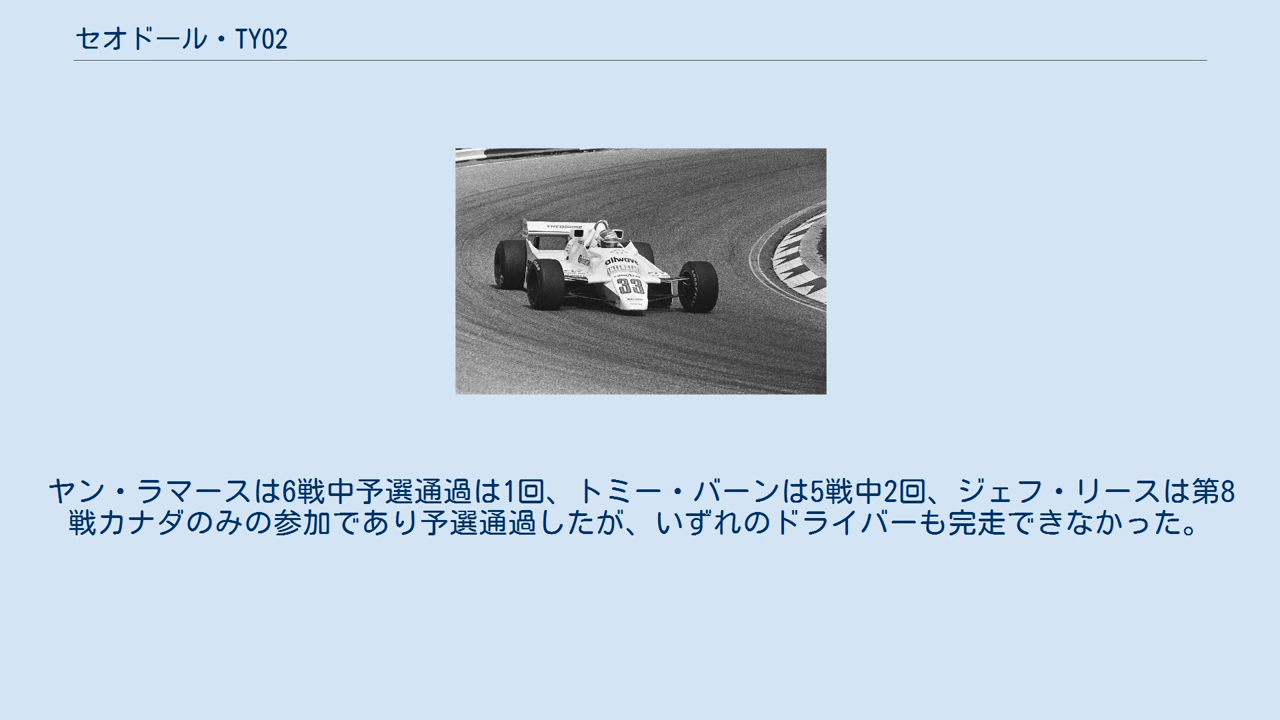 セオドール・TY02
THEODORE
allwave
33
ヤン・ラマースは6戦中予選通過は1回、トミー・バーンは5戦中2回、ジェフ・リースは第8
戦カナダのみの参加であり予選通過したが、いずれのドライバーも完走できなかった。